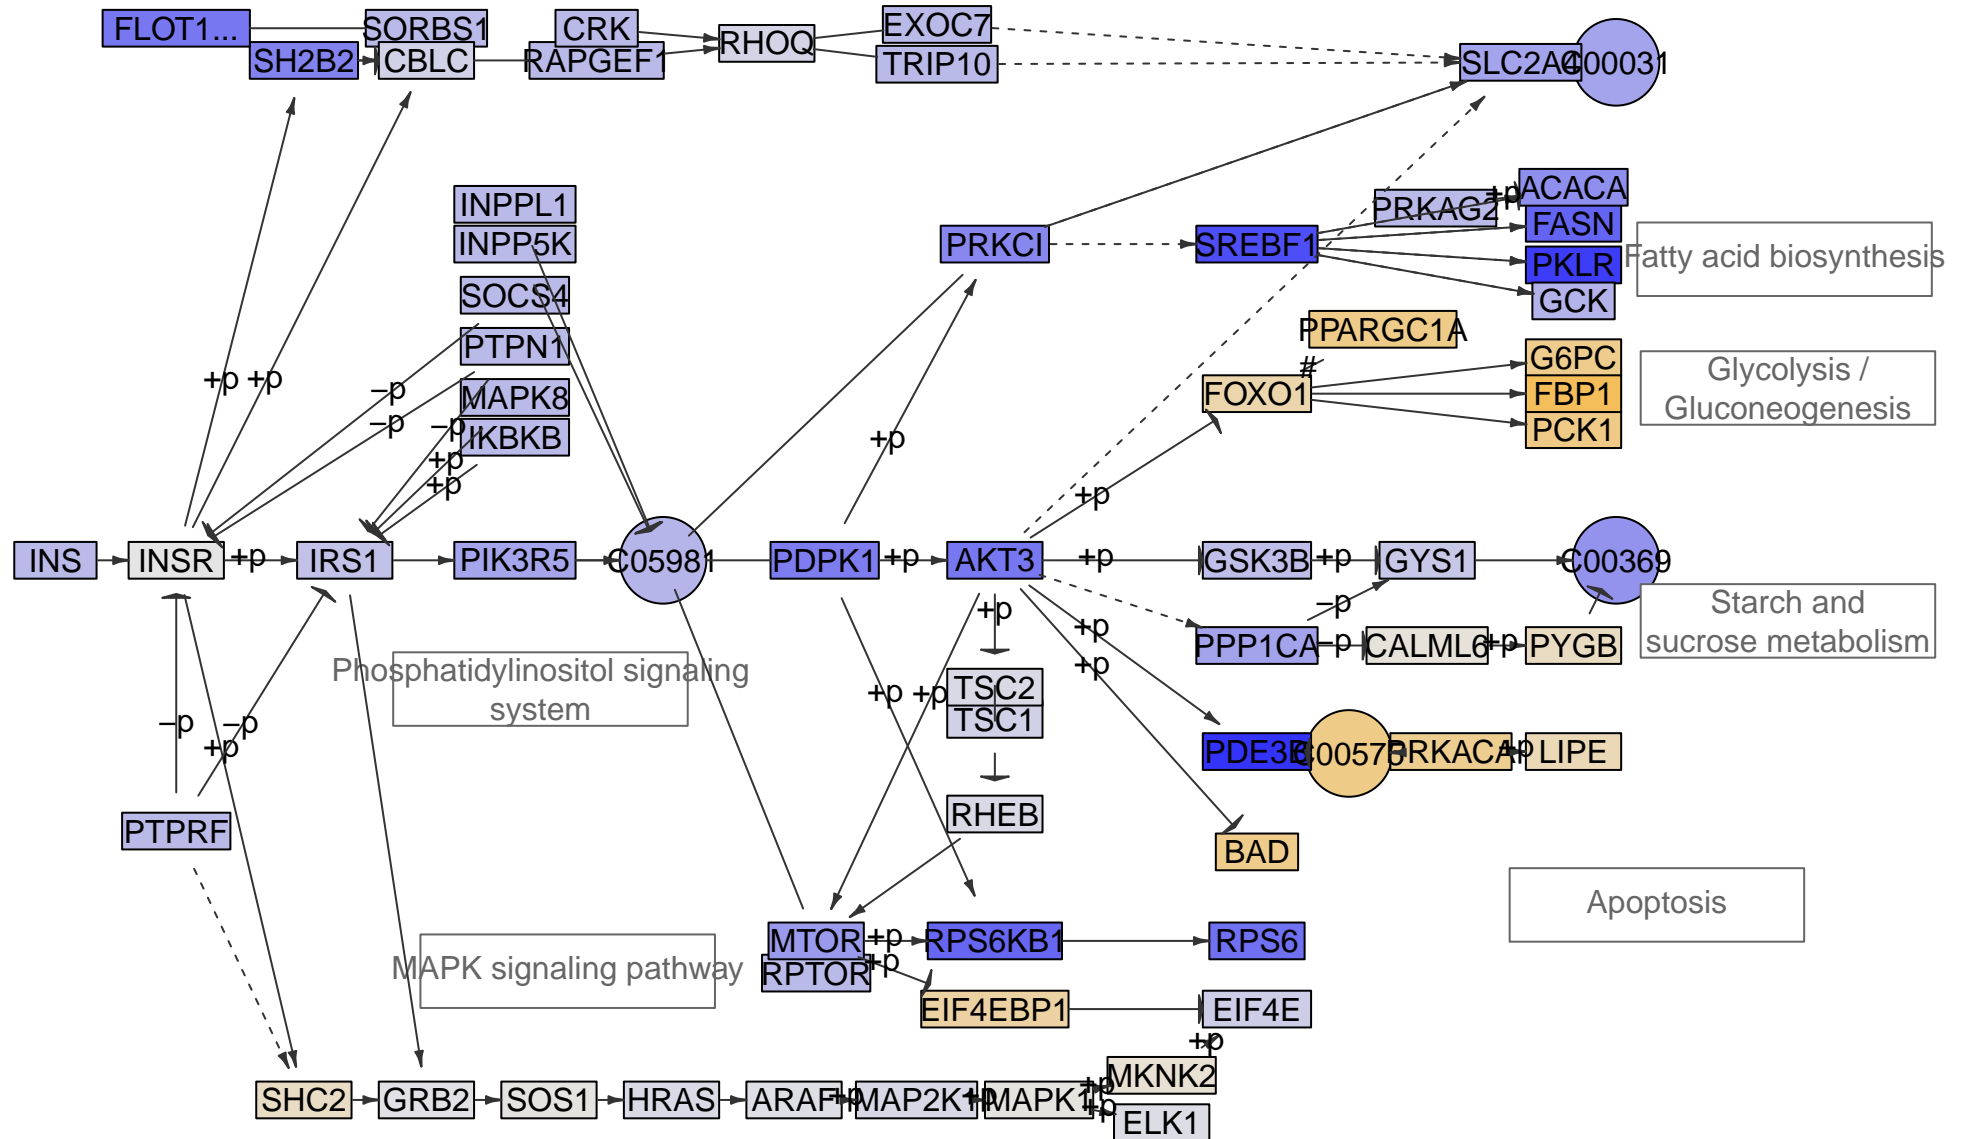 FLOT1...
SORBS1
CRK
EXOC7
SH2B2
CBLC
RAPGEF1
RHOQ
TRIP10
SLC2A4
C00031
INPPL1
INPP5K
SOCS4
PTPN1
MAPK8
IKBKB
PRKCI
SREBF1
PRKAG2
+p
ACACA
FASN
PKLR
GCK
Fatty acid biosynthesis
PPARGC1A
#
FOXO1
G6PC
FBP1
PCK1
Glycolysis /
Gluconeogenesis
+p
+p
–p
–p
–p
+p
+p
+p
+p
INS
INSR
+p
IRS1
PIK3R5
C05981
PDPK1
+p
AKT3
+p
GSK3B
+p
GYS1
C00369
–p
+p
+p
+p
PPP1CA
–p
CALML6
+p
PYGB
Starch and
sucrose metabolism
Phosphatidylinositol signaling
system
TSC2
TSC1
+p
+p
–p
–p
+p
PDE3B
C00575
PRKACA
+p
LIPE
RHEB
PTPRF
BAD
Apoptosis
MTOR
RPTOR
+p
+p
RPS6KB1
RPS6
MAPK signaling pathway
EIF4EBP1
EIF4E
+p
SHC2
GRB2
SOS1
HRAS
ARAF
+p
MAP2K1
+p
MAPK1
+p
+p
MKNK2
ELK1